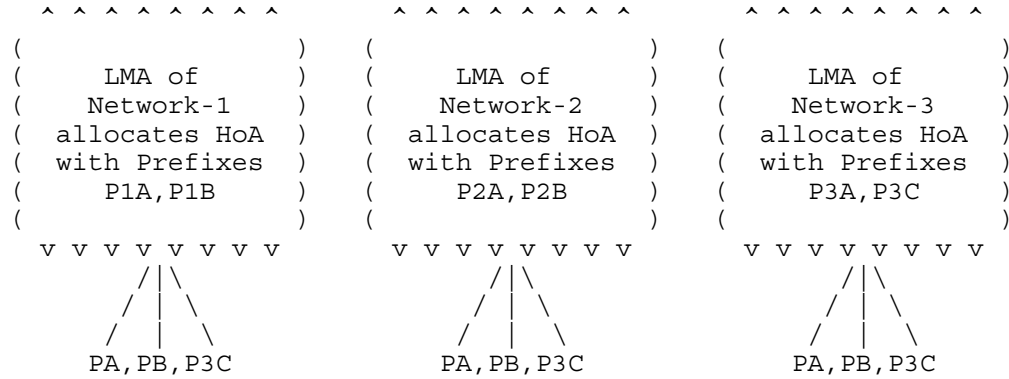 ^ ^ ^ ^ ^ ^ ^ ^     ^ ^ ^ ^ ^ ^ ^ ^     ^ ^ ^ ^ ^ ^ ^ ^
(                 )   (                 )   (                 )
(     LMA of      )   (     LMA of      )   (     LMA of      )
(    Network-1    )   (    Network-2    )   (    Network-3    )
(  allocates HoA  )   (  allocates HoA  )   (  allocates HoA  )
(  with Prefixes  )   (  with Prefixes  )   (  with Prefixes  )
(     P1A,P1B     )   (     P2A,P2B     )   (     P3A,P3C     )
(                 )   (                 )   (                 )
v v v v v v v v     v v v v v v v v     v v v v v v v v
/|\                   /|\                   /|\
/ | \                 / | \                 / | \
/  |  \               /  |  \               /  |  \
PA,PB,P3C             PA,PB,P3C             PA,PB,P3C